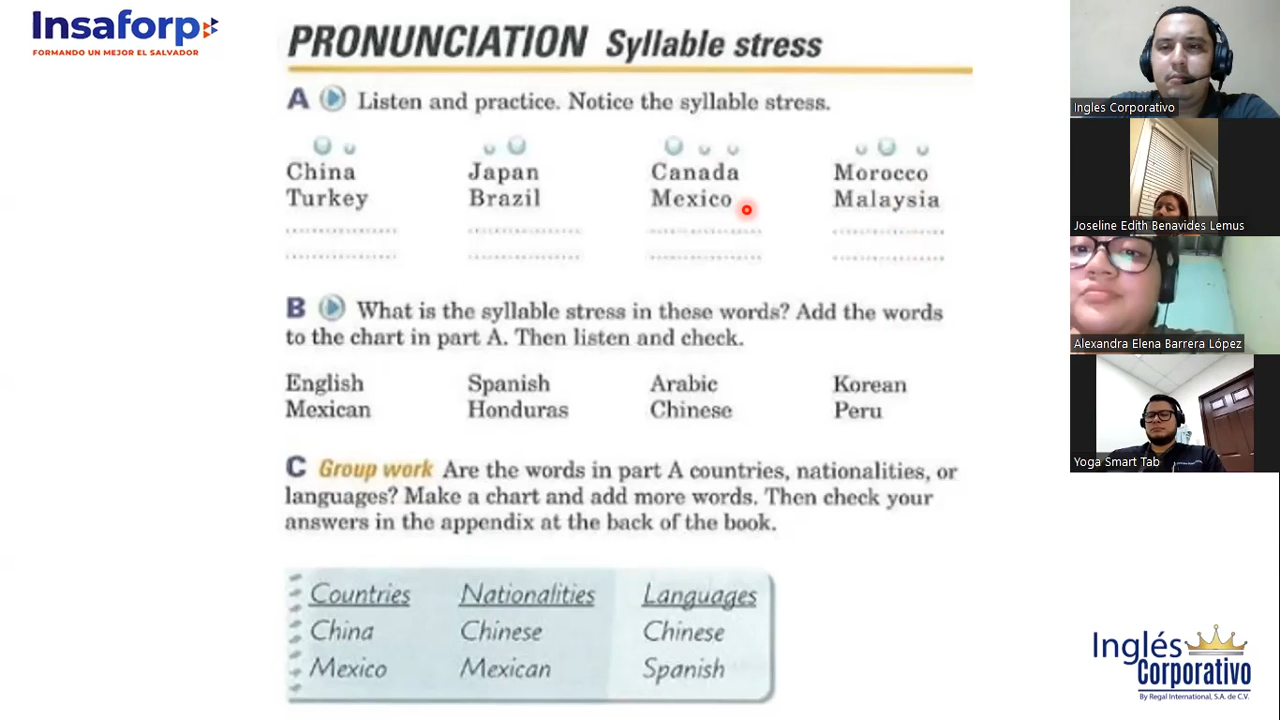 Insaforp
FORMANDO UN MEJOR EL SALVADOR
PRONUNCIATION Syllable stress
A Listen and practice. Notice the syllable stress.
China Japan Canada Morocco
Turkey Brazil Mexico Malaysia
B What is the syllable stress in these words? Add the words
to the chart in part A. Then listen and check.
English Spanish Arabic Korean
Mexican Honduras Chinese Peru
C Group work Are the words in part A countries, nationalities, or
languages? Make a chart and add more words. Then check your
answers in the appendix at the back of the book.
Countries Nationalities Languages
China Chinese Chinese
Mexico Mexican Spanish
Ingles Corporativo
Joseline Edith Benavides Lemus
Alexandra Elena Barrera López
Yoga Smart Tab
Inglés
Corporativo
By Regal International, S.A. de C.V.